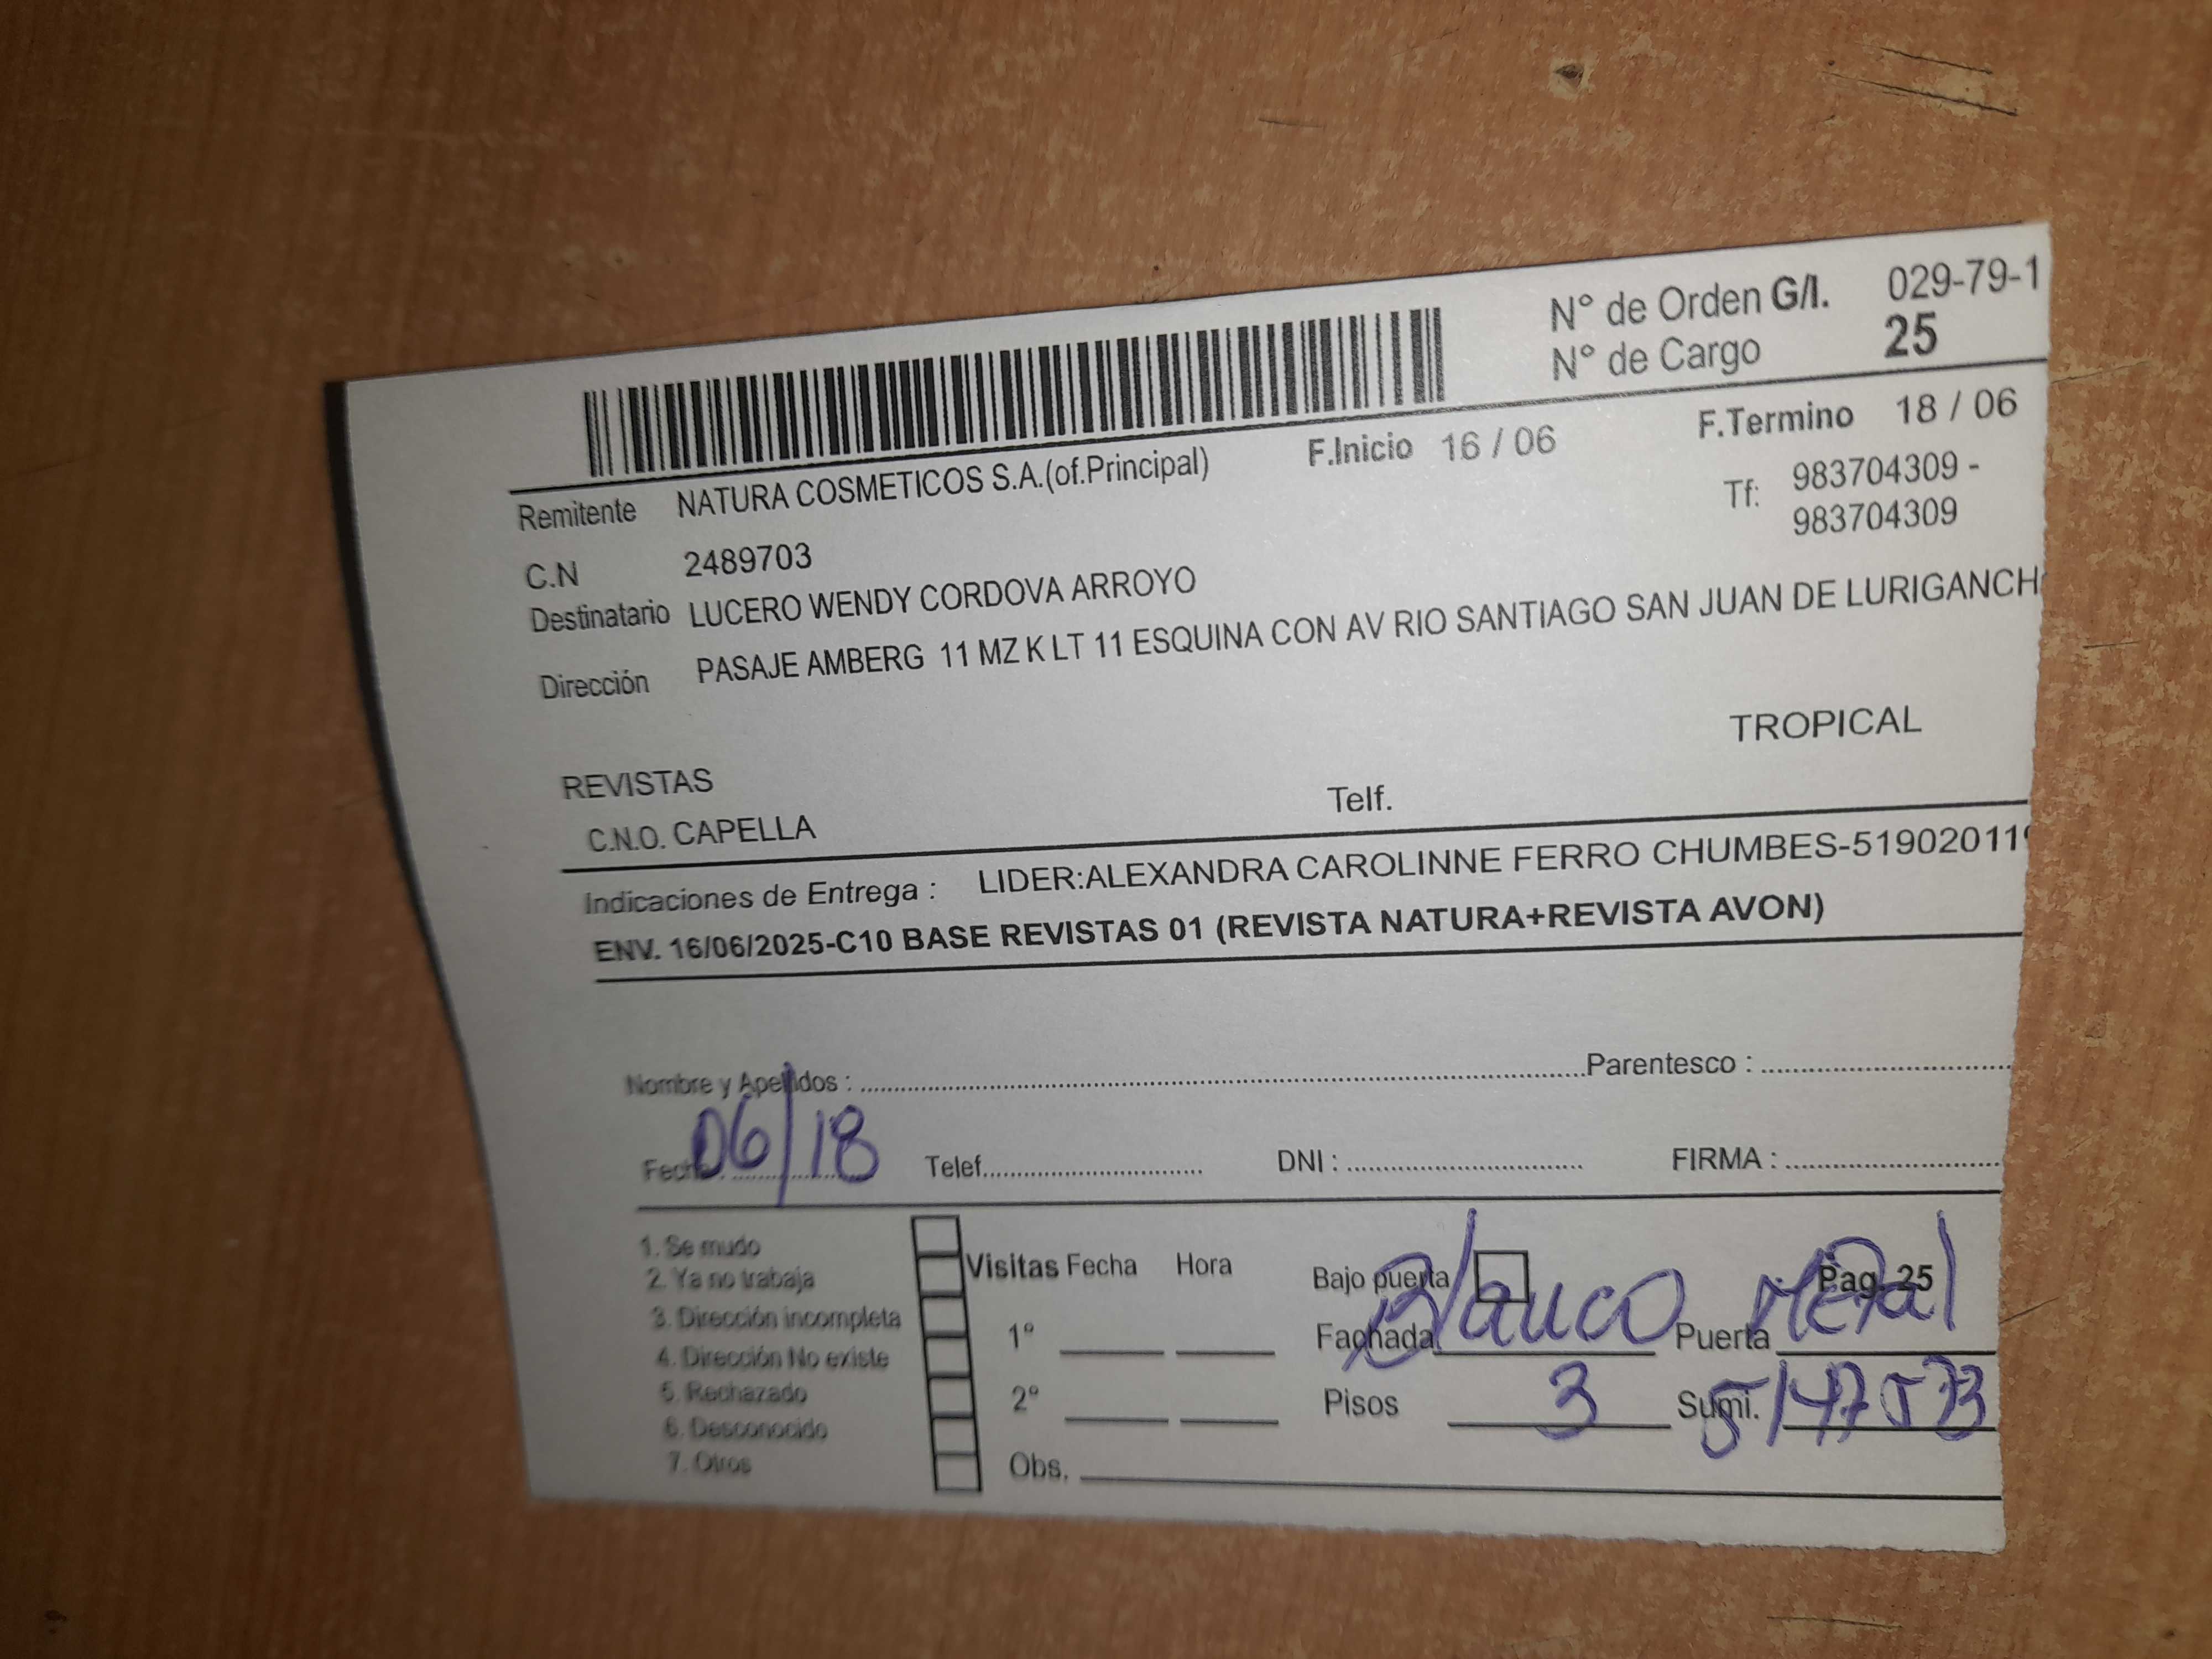 N° de Orden G/I. 029-79-1
N° de Cargo 25
F.Inicio 16 / 06 F.Termino 18 / 06
Remitente NATURA COSMETICOS S.A.(of.Principal) Tf: 983704309 -
983704309
C.N 2489703
Destinatario LUCERO WENDY CORDOVA ARROYO
Dirección PASAJE AMBERG 11 MZ K LT 11 ESQUINA CON AV RIO SANTIAGO SAN JUAN DE LURIGANCH
TROPICAL
REVISTAS
C.N.O. CAPELLA Telf.
Indicaciones de Entrega : LIDER:ALEXANDRA CAROLINNE FERRO CHUMBES-519020119
ENV. 16/06/2025-C10 BASE REVISTAS 01 (REVISTA NATURA+REVISTA AVON)
Nombre y Apellidos : Parentesco :
Fecha : 06/18 Telef. DNI : FIRMA :
1. Se mudo
2. Ya no trabaja
3. Dirección incompleta
4. Dirección No existe
5. Rechazado
6. Desconocido
7. Otros
Visitas Fecha Hora
1°
2°
Obs.
Bajo puerta Pag. 25
Fachada Blanco Puerta Metal
Pisos 3 Sumi. 5147533